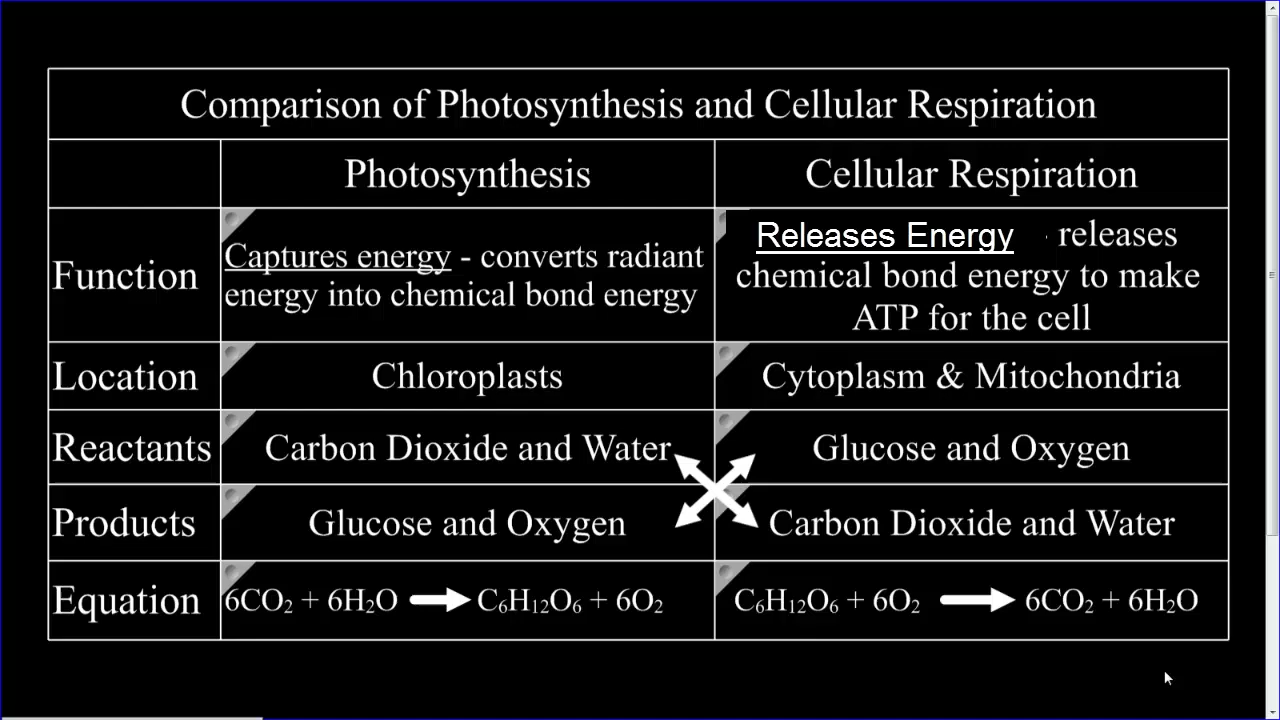 Comparison of Photosynthesis and Cellular Respiration
Photosynthesis
Cellular Respiration
Function
Captures energy - converts radiant
energy into chemical bond energy
Releases Energy releases
chemical bond energy to make
ATP for the cell
Location
Chloroplasts
Cytoplasm & Mitochondria
Reactants
Carbon Dioxide and Water
Glucose and Oxygen
Products
Glucose and Oxygen
Carbon Dioxide and Water
Equation
6CO₂ + 6H₂O → C₆H₁₂O₆ + 6O₂
C₆H₁₂O₆ + 6O₂ → 6CO₂ + 6H₂O